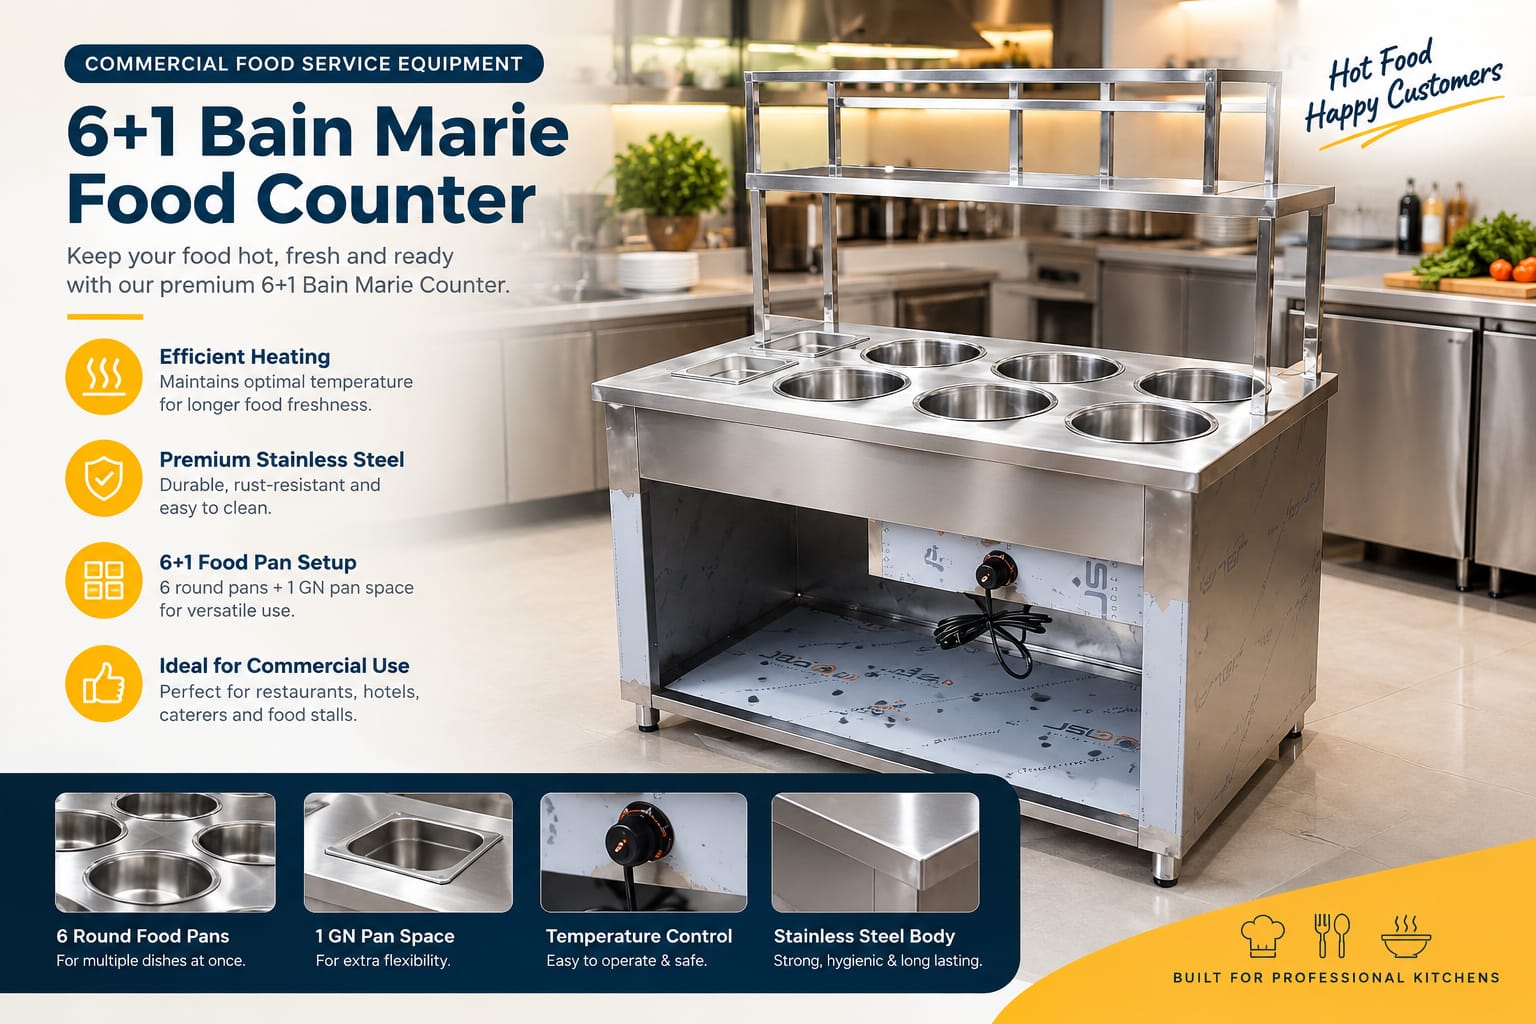 COMMERCIAL FOOD SERVICE EQUIPMENT
6+1 Bain Marie
Food Counter
Keep your food hot, fresh and ready
with our premium 6+1 Bain Marie Counter.
Hot Food
Happy Customers
Efficient Heating
Maintains optimal temperature
for longer food freshness.
Premium Stainless Steel
Durable, rust-resistant and
easy to clean.
6+1 Food Pan Setup
6 round pans + 1 GN pan space
for versatile use.
Ideal for Commercial Use
Perfect for restaurants, hotels,
caterers and food stalls.
6 Round Food Pans
For multiple dishes at once.
1 GN Pan Space
For extra flexibility.
Temperature Control
Easy to operate & safe.
Stainless Steel Body
Strong, hygienic & long lasting.
BUILT FOR PROFESSIONAL KITCHENS